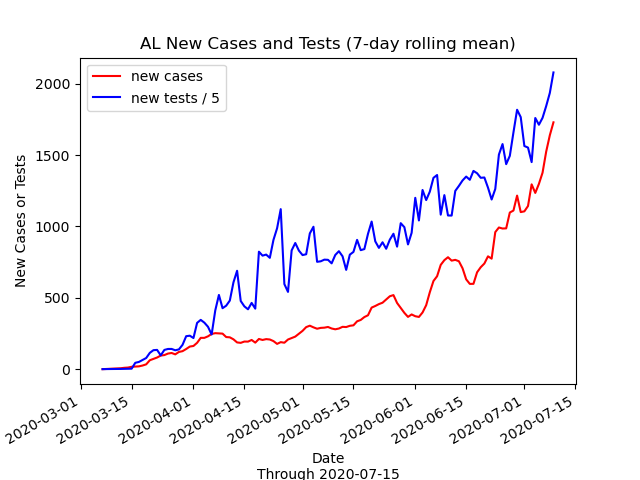 AL New Cases and Tests (7-day rolling mean)
new cases
new tests / 5
New Cases or Tests
2000
1500
1000
500
0
2020-03-01
2020-03-15
2020-04-01
2020-04-15
2020-05-01
2020-05-15
2020-06-01
2020-06-15
2020-07-01
2020-07-15
Date
Through 2020-07-15